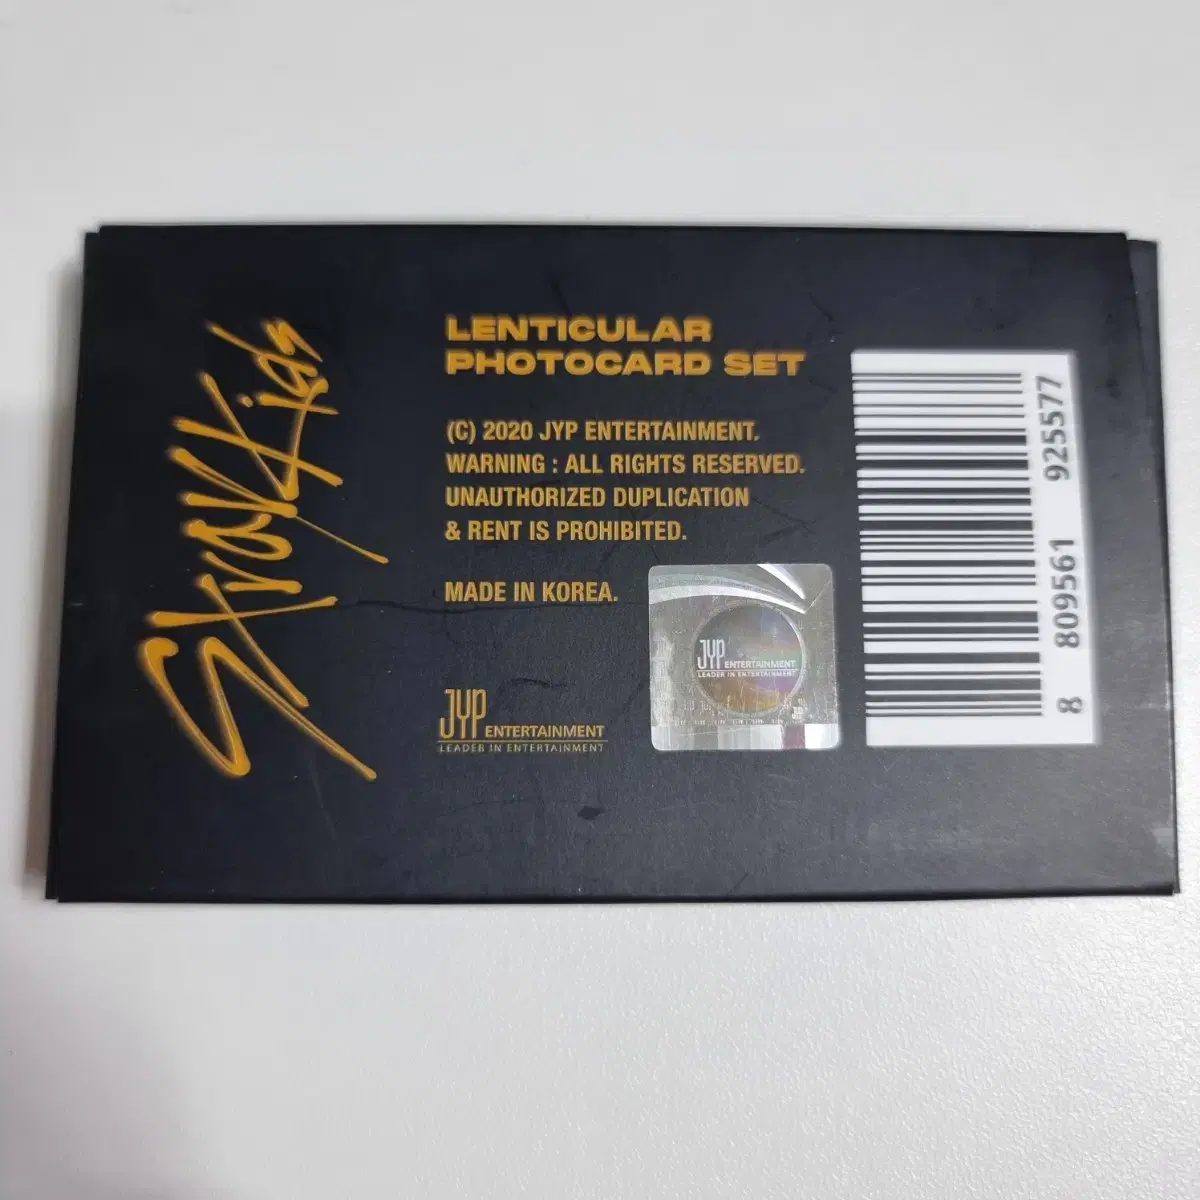 Stray Kids
LENTICULAR
PHOTOCARD SET
(C) 2020 JYP ENTERTAINMENT.
WARNING : ALL RIGHTS RESERVED.
UNAUTHORIZED DUPLICATION
& RENT IS PROHIBITED.
MADE IN KOREA.
JYP ENTERTAINMENT
LEADER IN ENTERTAINMENT
JYP ENTERTAINMENT
LEADER IN ENTERTAINMENT
8 809561 925577